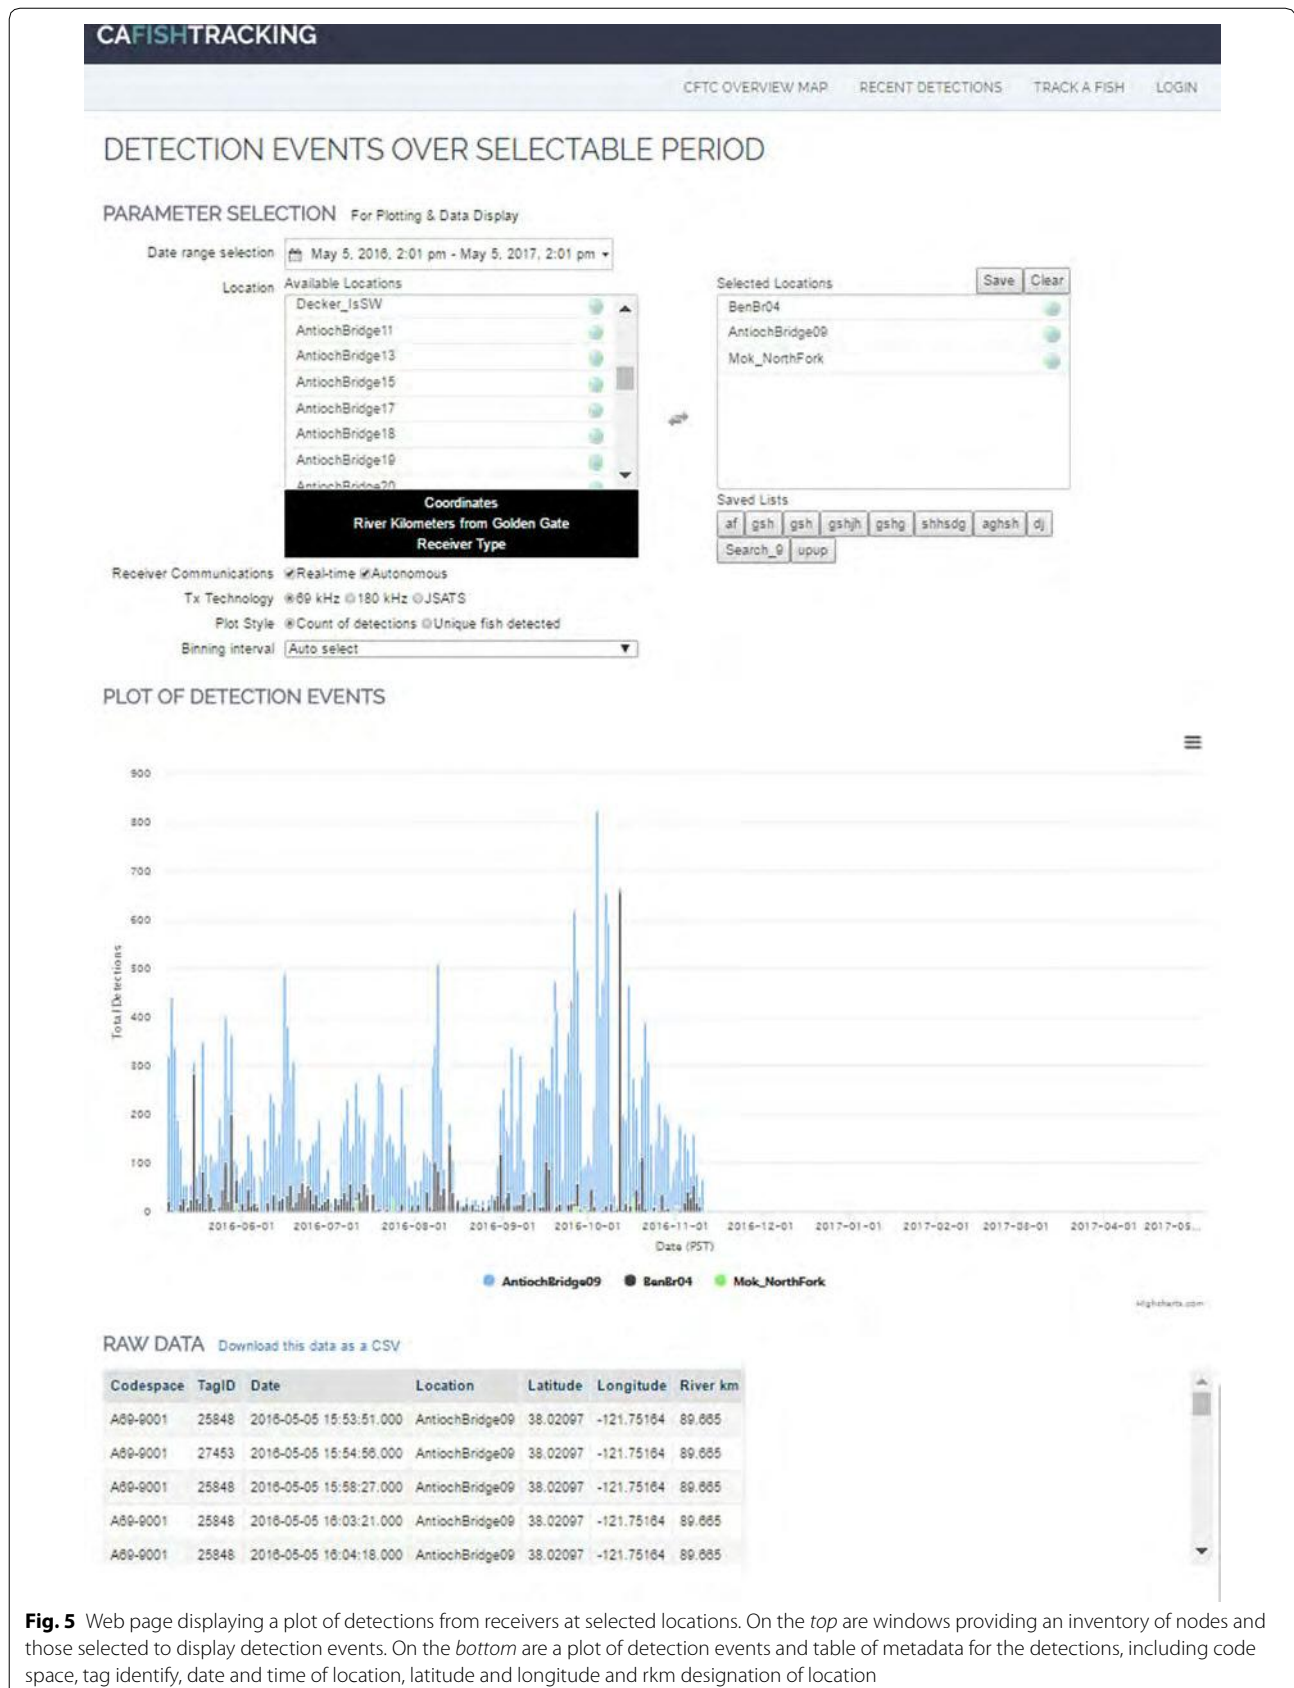 CAFISHTRACKING
CFTC OVERVIEW MAP RECENT DETECTIONS TRACK A FISH LOGIN
DETECTION EVENTS OVER SELECTABLE PERIOD
PARAMETER SELECTION For Plotting & Data Display
Date range selection May 5, 2016, 2:01 pm - May 5, 2017, 2:01 pm
Location Available Locations
Decker_IsSW
AntiochBridge11
AntiochBridge13
AntiochBridge15
AntiochBridge17
AntiochBridge18
AntiochBridge19
AntiochBridge20
Coordinates
River Kilometers from Golden Gate
Receiver Type
Selected Locations Save Clear
BenBr04
AntiochBridge09
Mok_NorthFork
Saved Lists
af gsh gsh gshjh gshg shhsdg aghsh dj
Search_9 upup
Receiver Communications Real-time Autonomous
Tx Technology 69 kHz 180 kHz JSATS
Plot Style Count of detections Unique fish detected
Binning interval Auto select
PLOT OF DETECTION EVENTS
900
800
700
600
500
400
300
200
100
0
Total Detections
2016-06-01 2016-07-01 2016-08-01 2016-09-01 2016-10-01 2016-11-01 2016-12-01 2017-01-01 2017-02-01 2017-03-01 2017-04-01 2017-05...
Date (PST)
AntiochBridge09 BenBr04 Mok_NorthFork
Highcharts.com
RAW DATA Download this data as a CSV
Codespace TagID Date Location Latitude Longitude River km
A69-9001 25848 2016-05-05 15:53:51.000 AntiochBridge09 38.02097 -121.75164 89.665
A69-9001 27453 2016-05-05 15:54:56.000 AntiochBridge09 38.02097 -121.75164 89.665
A69-9001 25848 2016-05-05 15:58:27.000 AntiochBridge09 38.02097 -121.75164 89.665
A69-9001 25848 2016-05-05 16:03:21.000 AntiochBridge09 38.02097 -121.75164 89.665
A69-9001 25848 2016-05-05 16:04:18.000 AntiochBridge09 38.02097 -121.75164 89.665
Fig. 5 Web page displaying a plot of detections from receivers at selected locations. On the top are windows providing an inventory of nodes and
those selected to display detection events. On the bottom are a plot of detection events and table of metadata for the detections, including code
space, tag identify, date and time of location, latitude and longitude and rkm designation of location